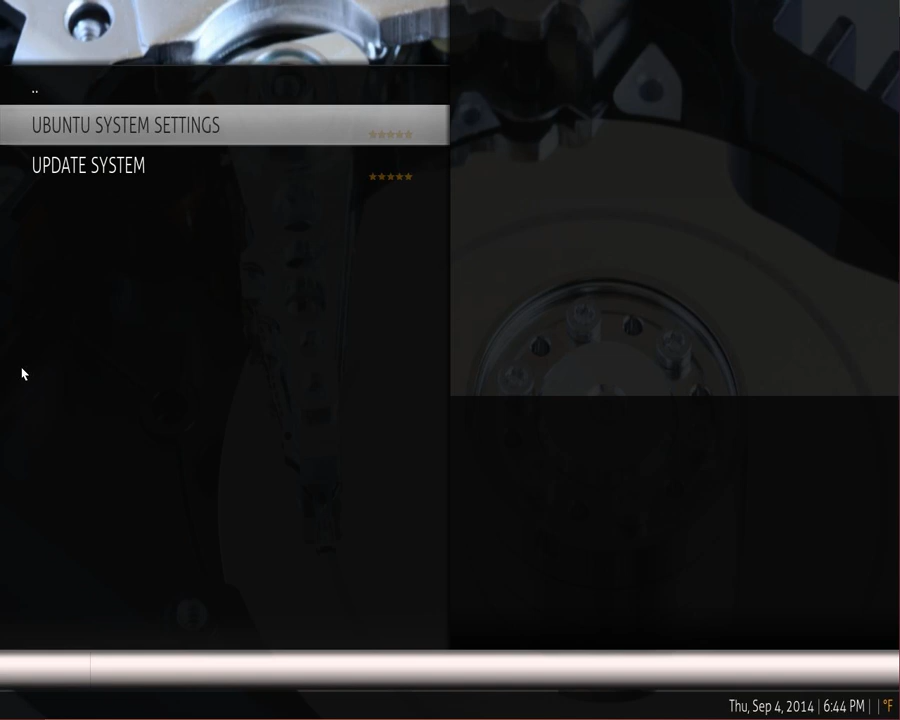 ..
UBUNTU SYSTEM SETTINGS
UPDATE SYSTEM
Thu, Sep 4, 2014 | 6:44 PM | | °F